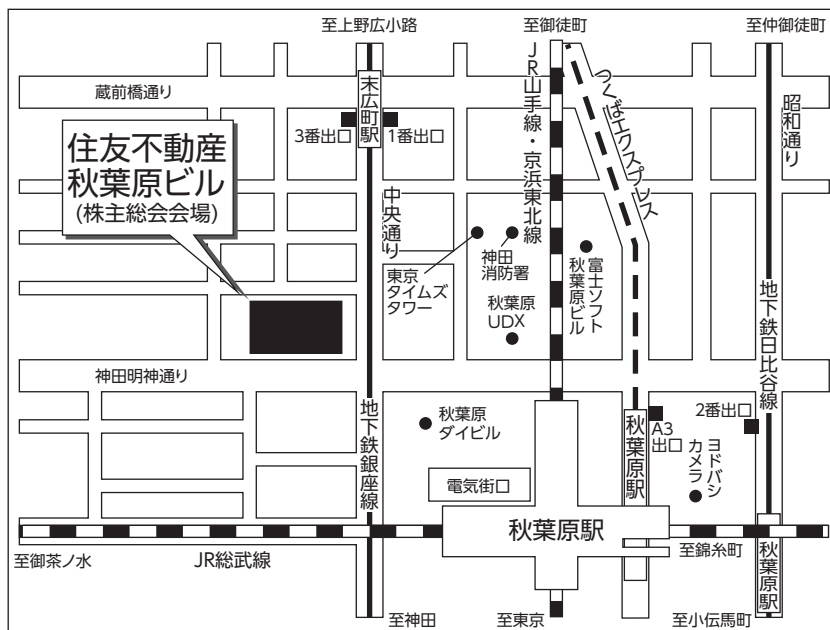 至上野広小路
至御徒町
至仲御徒町
蔵前橋通り
末広町駅
3番出口
1番出口
JR山手線・京浜東北線
つくばエクスプレス
昭和通り
住友不動産
秋葉原ビル
(株主総会会場)
中央通り
東京
タイムズ
タワー
神田
消防署
秋葉原
UDX
富士ソフト
秋葉原ビル
地下鉄日比谷線
神田明神通り
地下鉄銀座線
秋葉原
ダイビル
秋葉原駅
A3
出口
2番出口
ヨドバシ
カメラ
電気街口
秋葉原駅
至御茶ノ水
JR総武線
至錦糸町
秋葉原駅
至神田
至東京
至小伝馬町